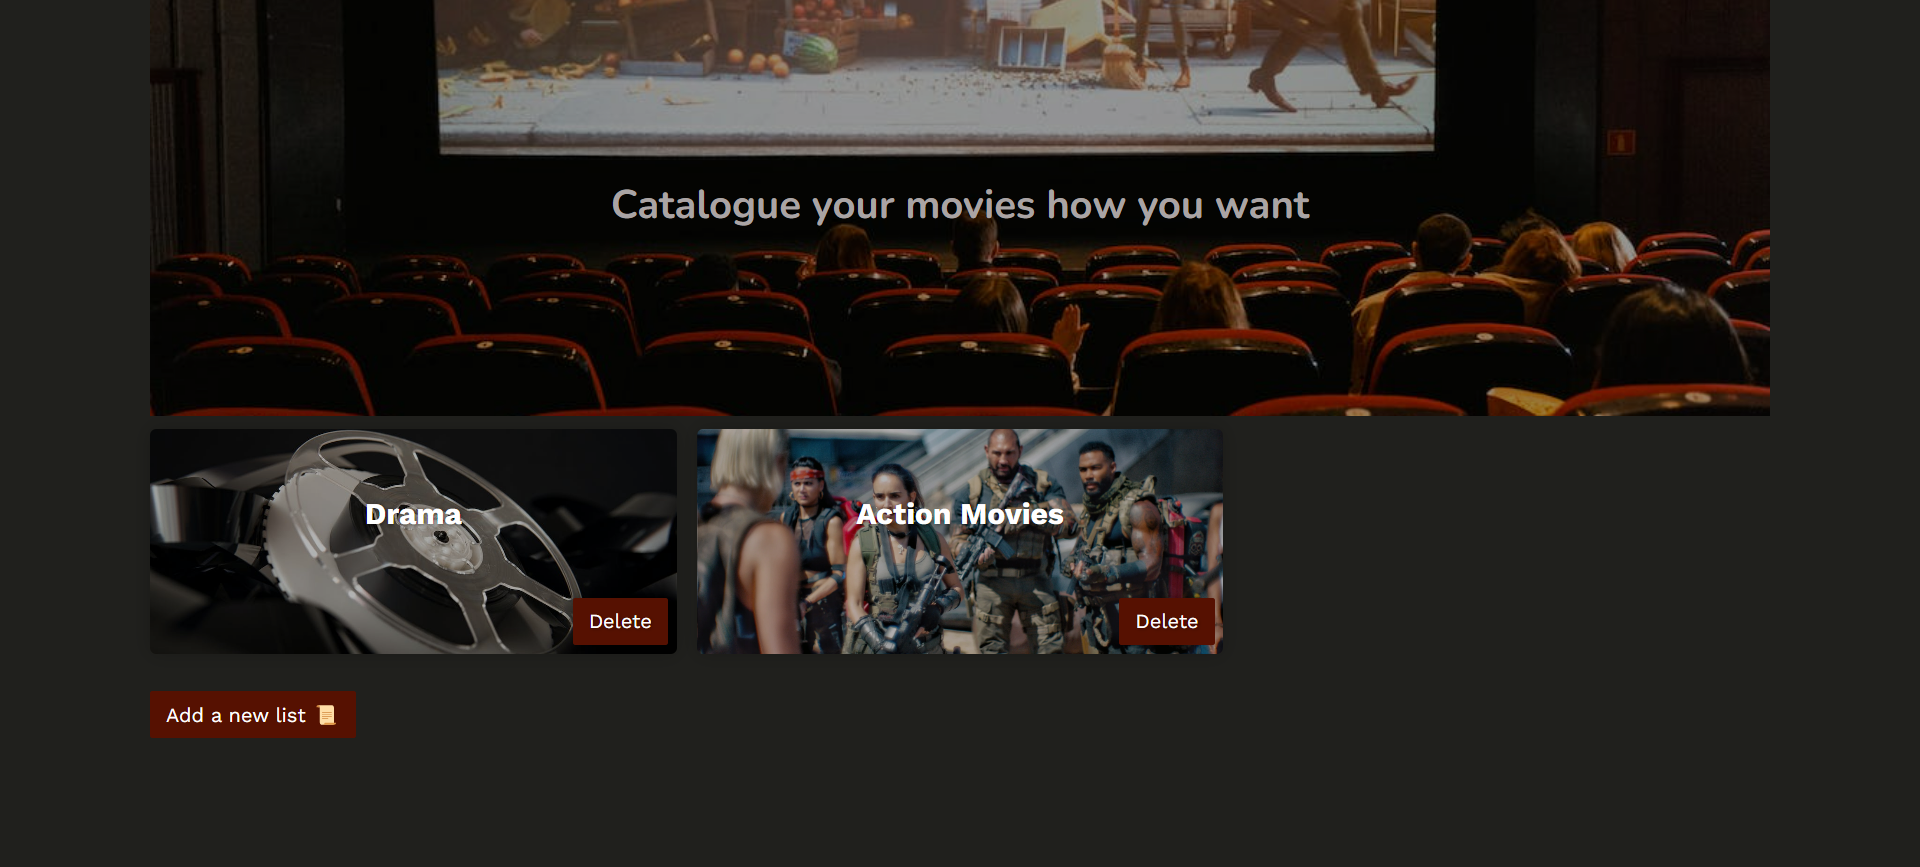 Catalogue your movies how you want
Drama
Delete
Action Movies
Delete
Add a new list 📜